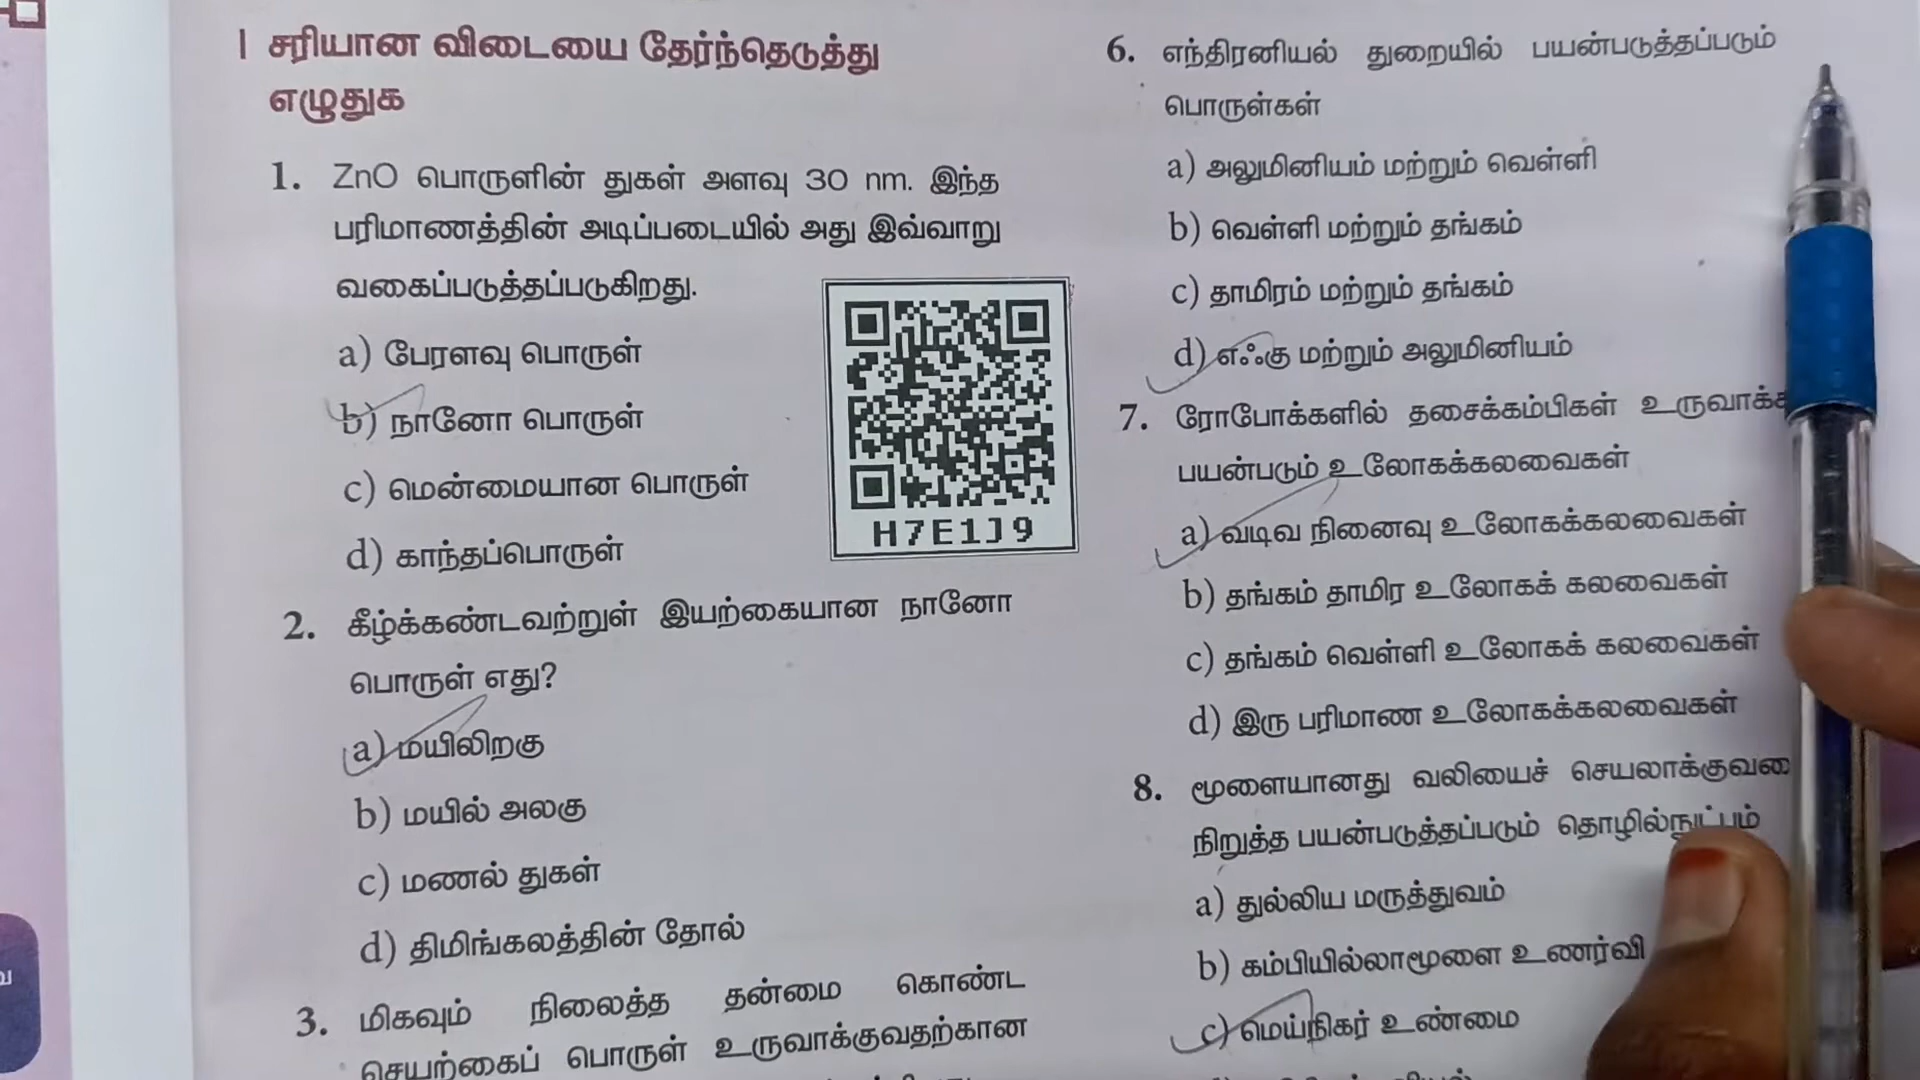 I சரியான விடையை தேர்ந்தெடுத்து
எழுதுக
1. ZnO பொருளின் துகள் அளவு 30 nm. இந்த
பரிமாணத்தின் அடிப்படையில் அது இவ்வாறு
வகைப்படுத்தப்படுகிறது.
a) பேரளவு பொருள்
b) நானோ பொருள்
c) மென்மையான பொருள்
d) காந்தப்பொருள்
H7E1J9
2. கீழ்க்கண்டவற்றுள் இயற்கையான நானோ
பொருள் எது?
a) மயிலிறகு
b) மயில் அலகு
c) மணல் துகள்
d) திமிங்கலத்தின் தோல்
3. மிகவும் நிலைத்த தன்மை கொண்ட
செயற்கைப் பொருள் உருவாக்குவதற்கான
6. எந்திரனியல் துறையில் பயன்படுத்தப்படும்
பொருள்கள்
a) அலுமினியம் மற்றும் வெள்ளி
b) வெள்ளி மற்றும் தங்கம்
c) தாமிரம் மற்றும் தங்கம்
d) எஃகு மற்றும் அலுமினியம்
7. ரோபோக்களில் தசைக்கம்பிகள்
பயன்படும் உலோகக்கலவைகள்
a) வடிவ நினைவு உலோகக்கலவைகள்
b) தங்கம் தாமிர உலோகக் கலவைகள்
c) தங்கம் வெள்ளி உலோகக் கலவைகள்
d) இரு பரிமாண உலோகக்கலவைகள்
8. மூளையானது வலியைச்
நிறுத்த பயன்படுத்தப்படும் தொழில்நுட்பம்
a) துல்லிய மருத்துவம்
b) கம்பியில்லாமூளை உணர்வி
c) மெய்நிகர் உண்மை